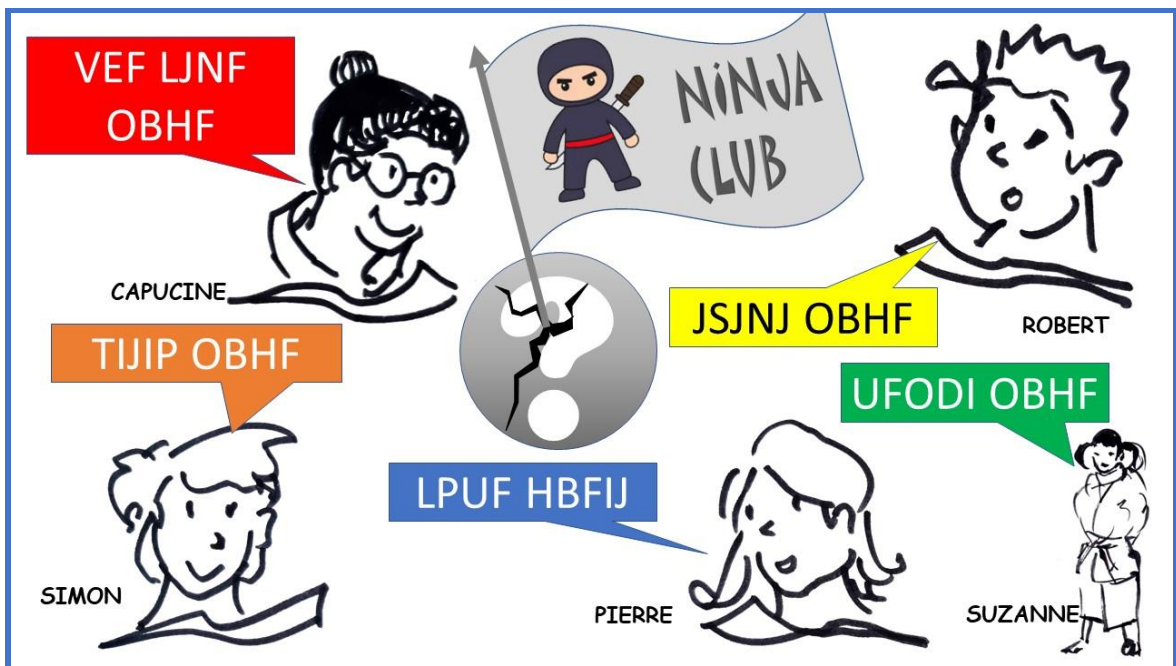 VEF LJNF
OBHF
NiNJA
CLUB
CAPUCINE
JSJNJ OBHF
ROBERT
TIJIP OBHF
UFODI OBHF
LPUF HBFIJ
SIMON
PIERRE
SUZANNE
?